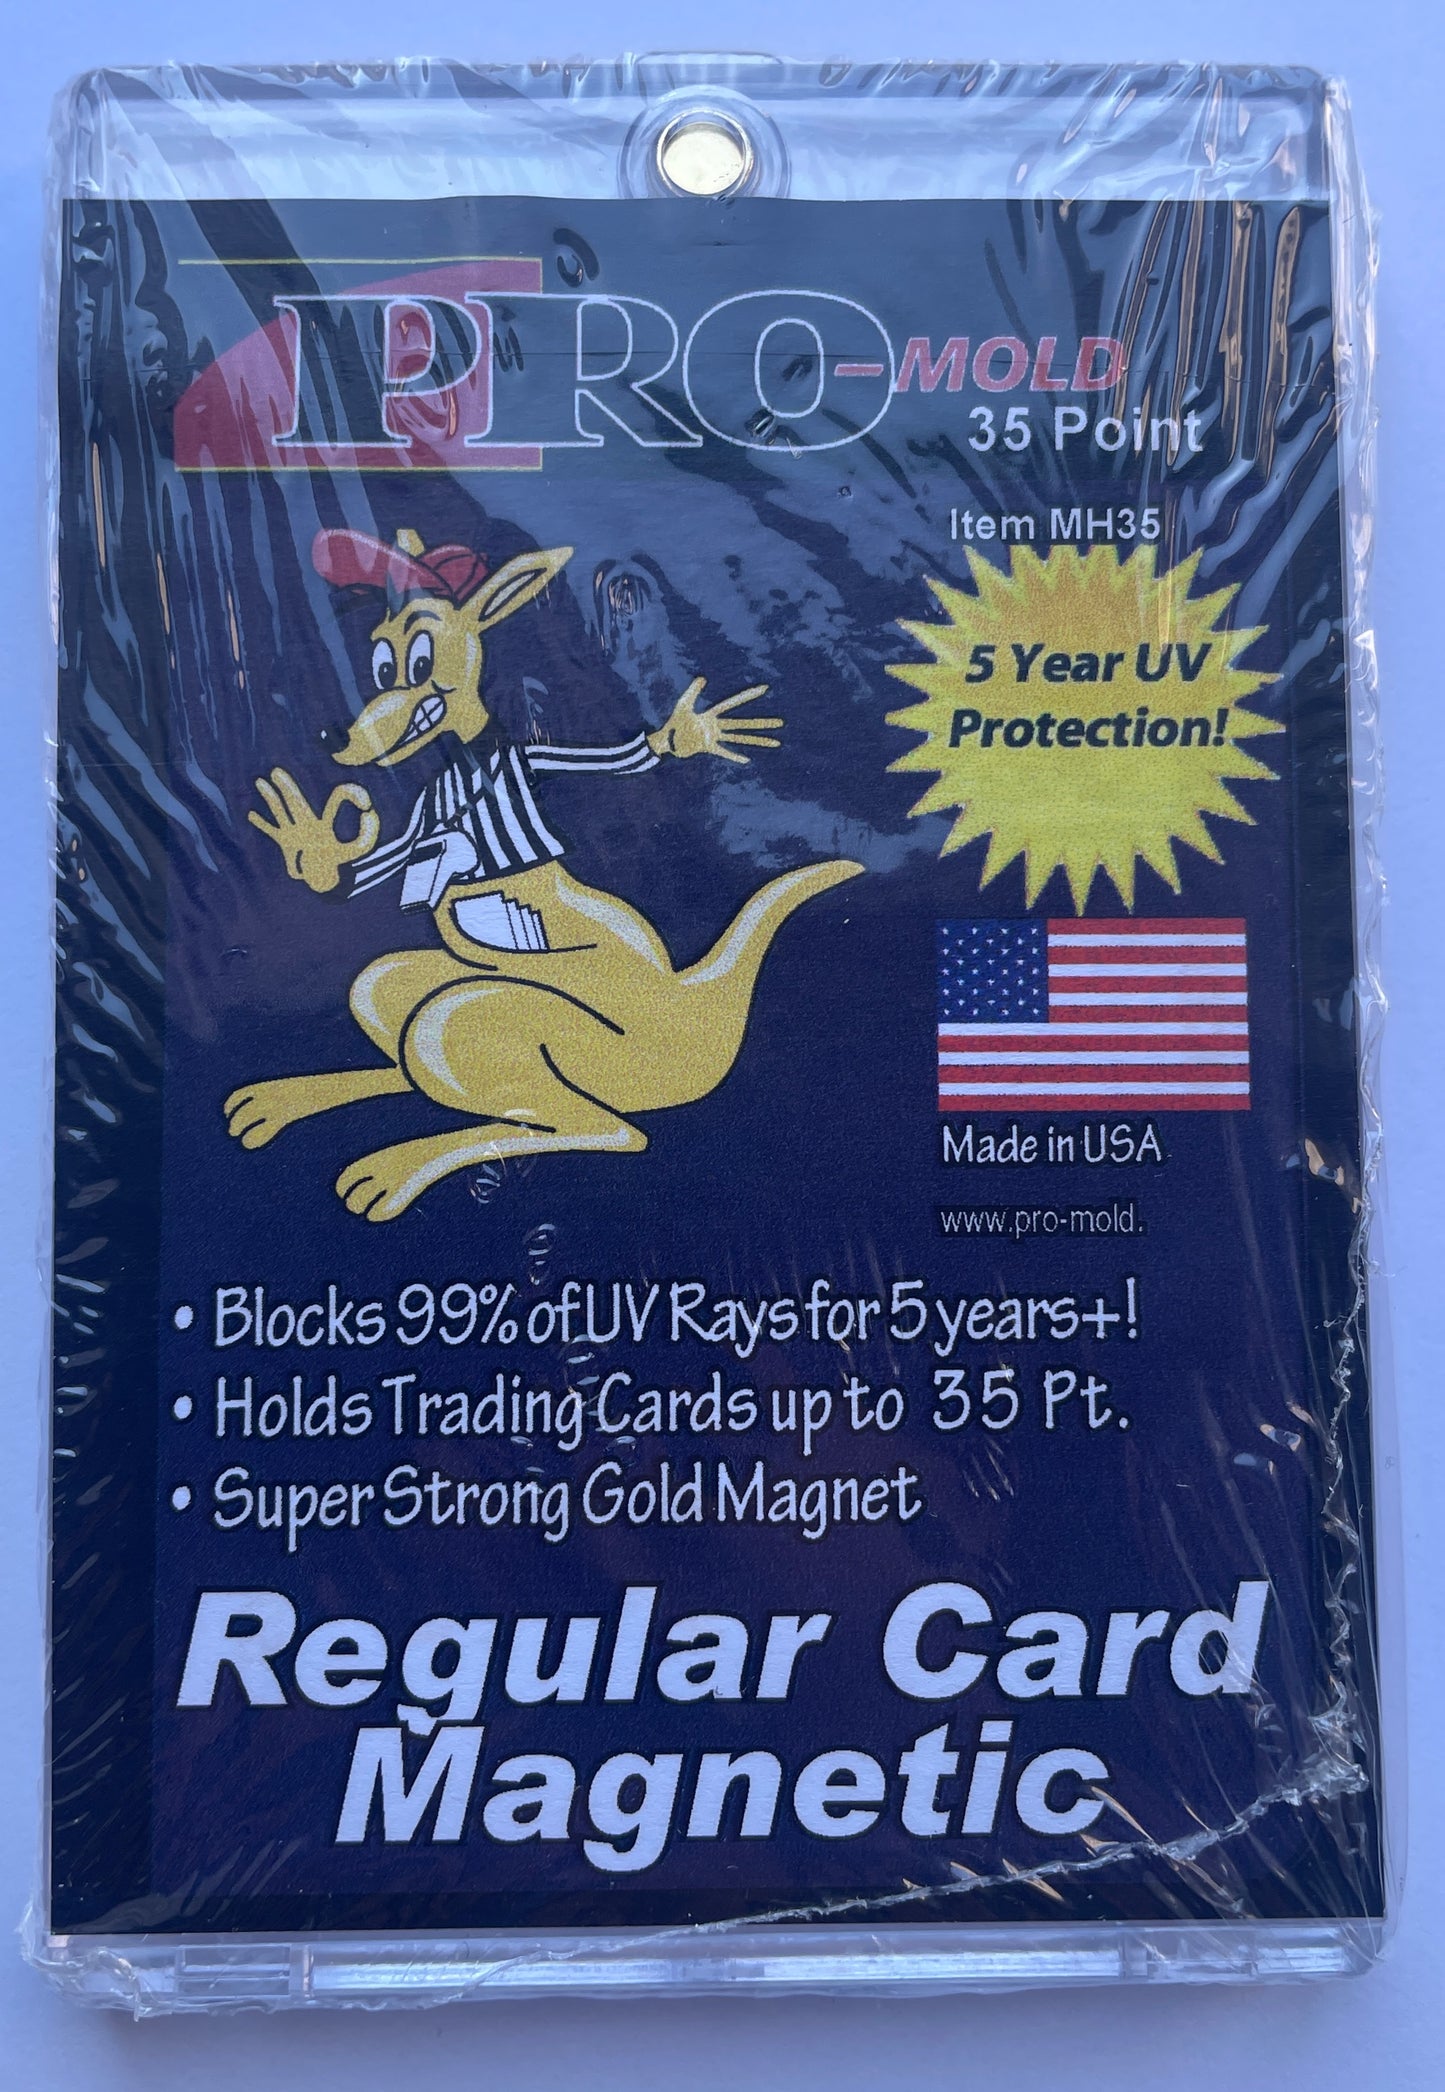 PRO-MOLD
35 Point
Item MH35
5 Year UV
Protection!
Made in USA
www.pro-mold.
• Blocks 99% of UV Rays for 5 years+!
• Holds Trading Cards up to 35 Pt.
• Super Strong Gold Magnet
Regular Card
Magnetic